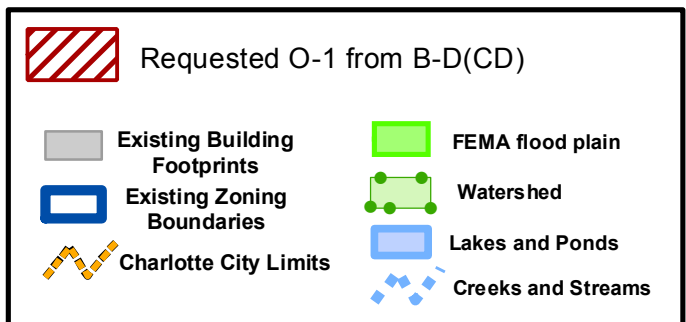 Requested O-1 from B-D(CD)
Existing Building
Footprints
Existing Zoning
Boundaries
Charlotte City Limits
FEMA flood plain
Watershed
Lakes and Ponds
Creeks and Streams